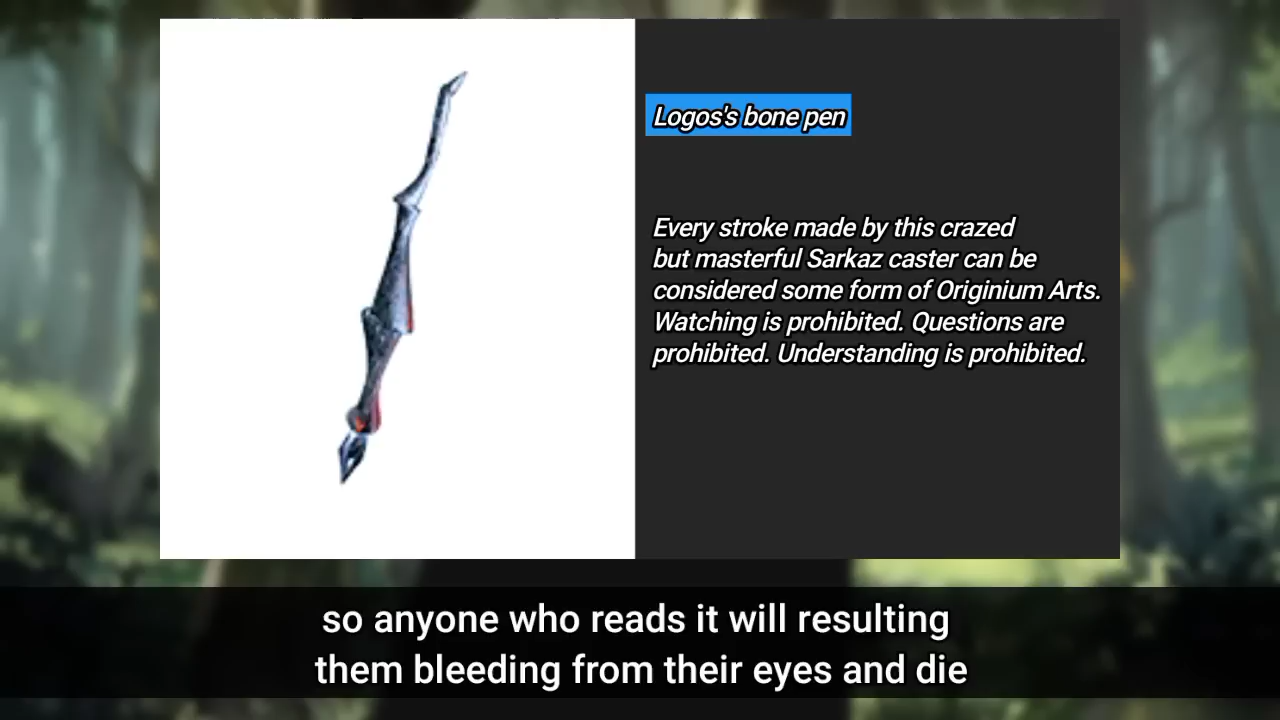 Logos's bone pen
Every stroke made by this crazed
but masterful Sarkaz caster can be
considered some form of Originium Arts.
Watching is prohibited. Questions are
prohibited. Understanding is prohibited.
so anyone who reads it will resulting
them bleeding from their eyes and die